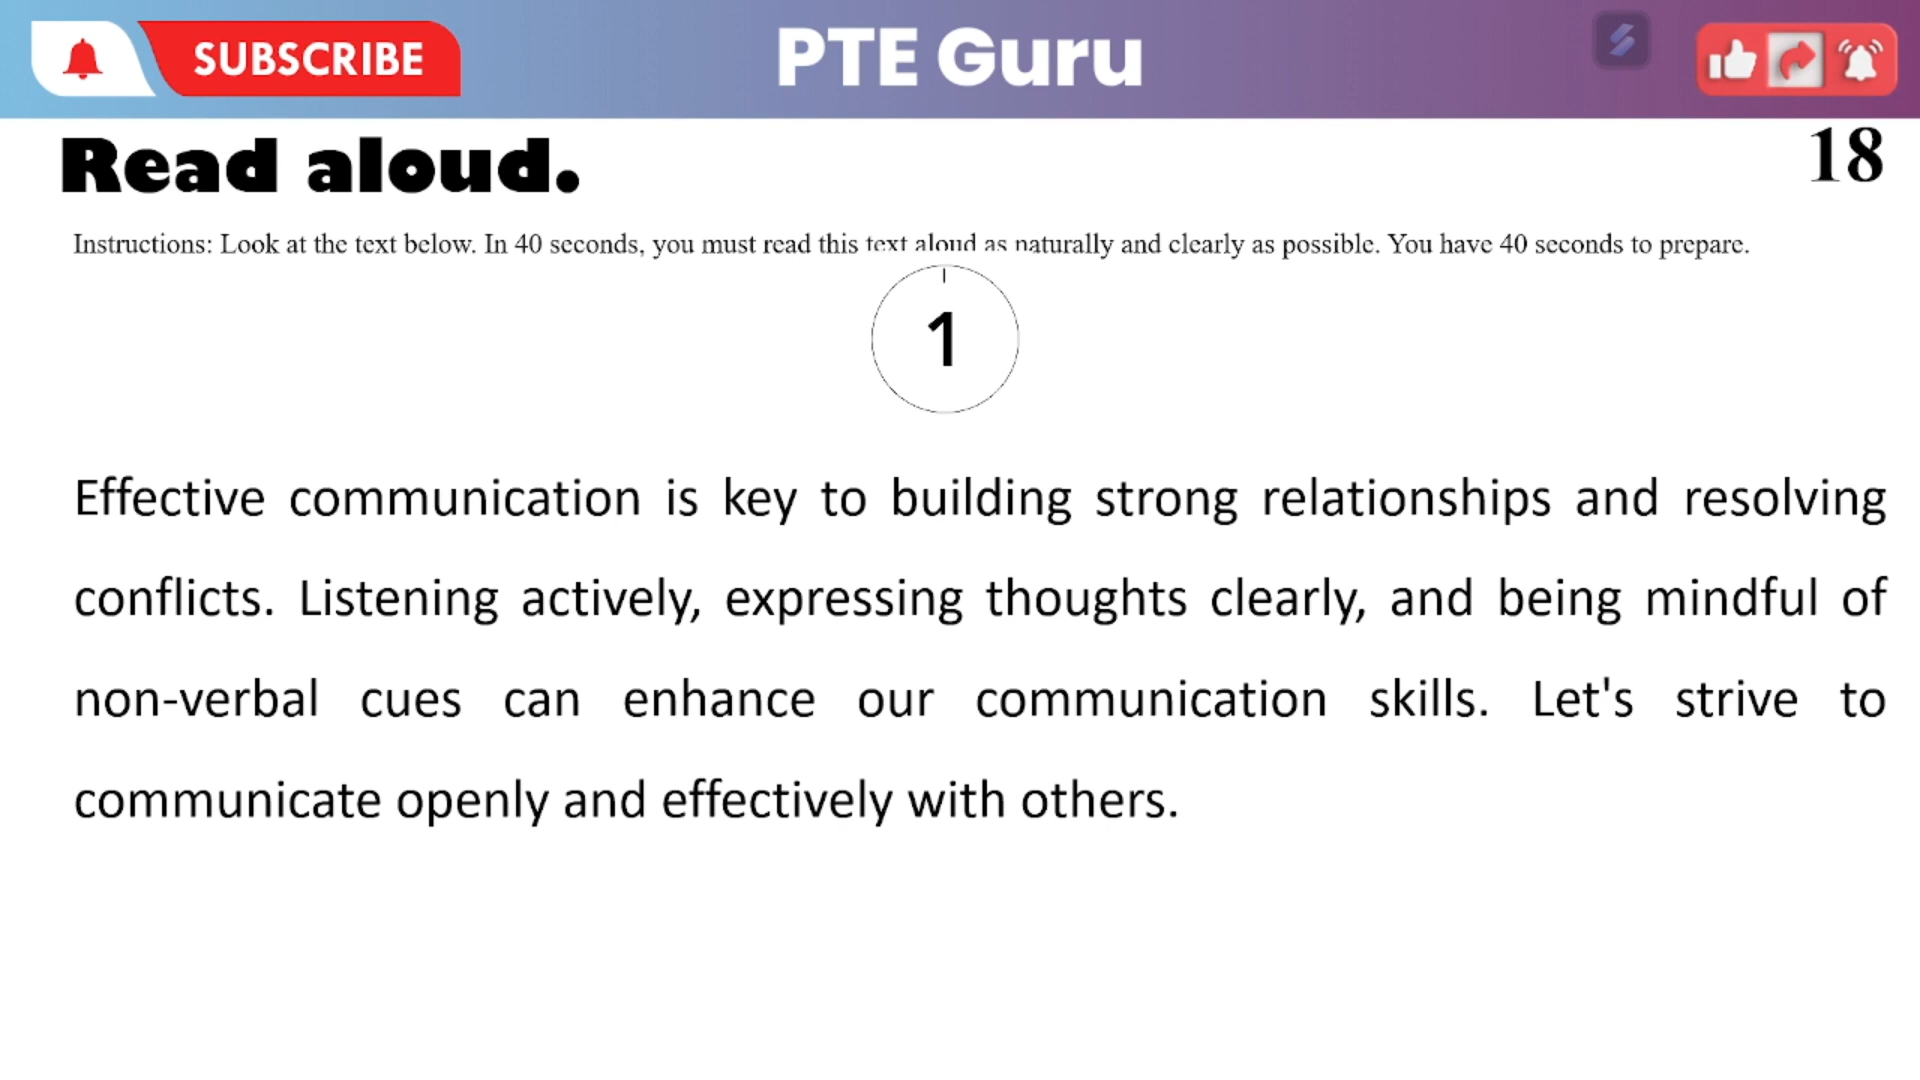 SUBSCRIBE
PTE Guru
Read aloud.
18
Instructions: Look at the text below. In 40 seconds, you must read this text aloud as naturally and clearly as possible. You have 40 seconds to prepare.
1
Effective communication is key to building strong relationships and resolving
conflicts. Listening actively, expressing thoughts clearly, and being mindful of
non-verbal cues can enhance our communication skills. Let's strive to
communicate openly and effectively with others.